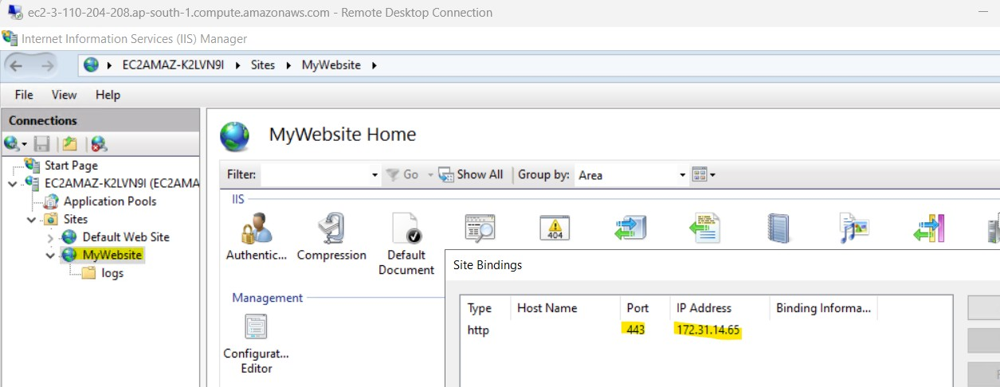 ec2-3-110-204-208.ap-south-1.compute.amazonaws.com - Remote Desktop Connection
Internet Information Services (IIS) Manager
EC2AMAZ-K2LVN9I Sites MyWebsite
File View Help
Connections
Start Page
EC2AMAZ-K2LVN9I (EC2AMA
Application Pools
Sites
Default Web Site
MyWebsite
logs
MyWebsite Home
Filter: Go Show All Group by: Area
IIS
404
Authentic... Compression Default
Document
Management
Configurat...
Editor
Site Bindings
Type Host Name Port IP Address Binding Informa...
http 443 172.31.14.65